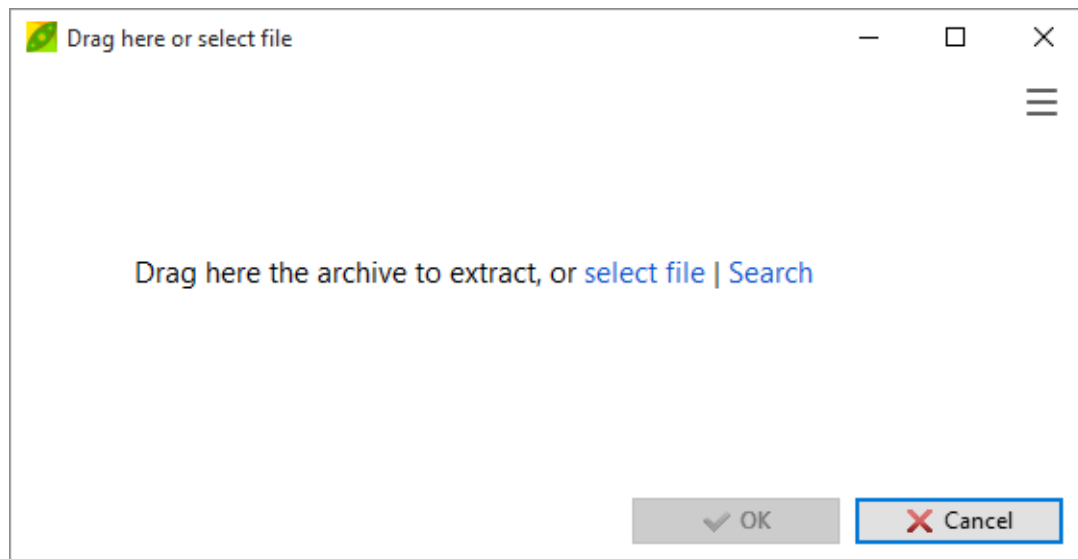 Drag here or select file
Drag here the archive to extract, or select file | Search
OK
Cancel